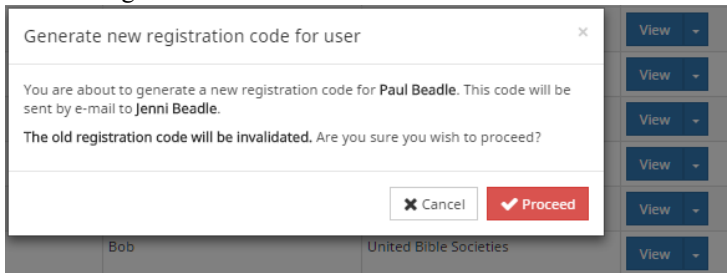 Generate new registration code for user ×
View
You are about to generate a new registration code for Paul Beadle. This code will be
sent by e-mail to Jenni Beadle.
View
The old registration code will be invalidated. Are you sure you wish to proceed?
View
View
Cancel Proceed
View
Bob United Bible Societies View